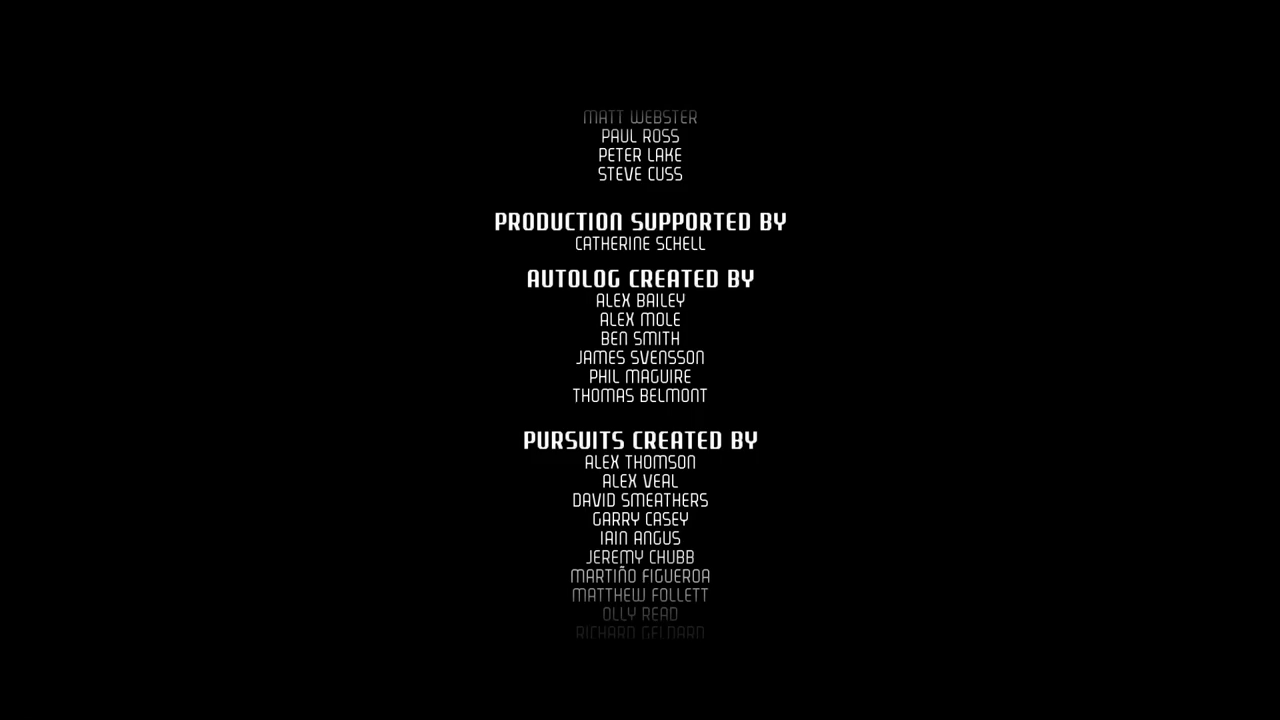 MATT WEBSTER
PAUL ROSS
PETER LAKE
STEVE CUSS
PRODUCTION SUPPORTED BY
CATHERINE SCHELL
AUTOLOG CREATED BY
ALEX BAILEY
ALEX MOLE
BEN SMITH
JAMES SVENSSON
PHIL MAGUIRE
THOMAS BELMONT
PURSUITS CREATED BY
ALEX THOMSON
ALEX VEAL
DAVID SMEATHERS
GARRY CASEY
IAIN ANGUS
JEREMY CHUBB
MARTIÑO FIGUEROA
MATTHEW FOLLETT
OLLY READ
RICHARD GELDARD